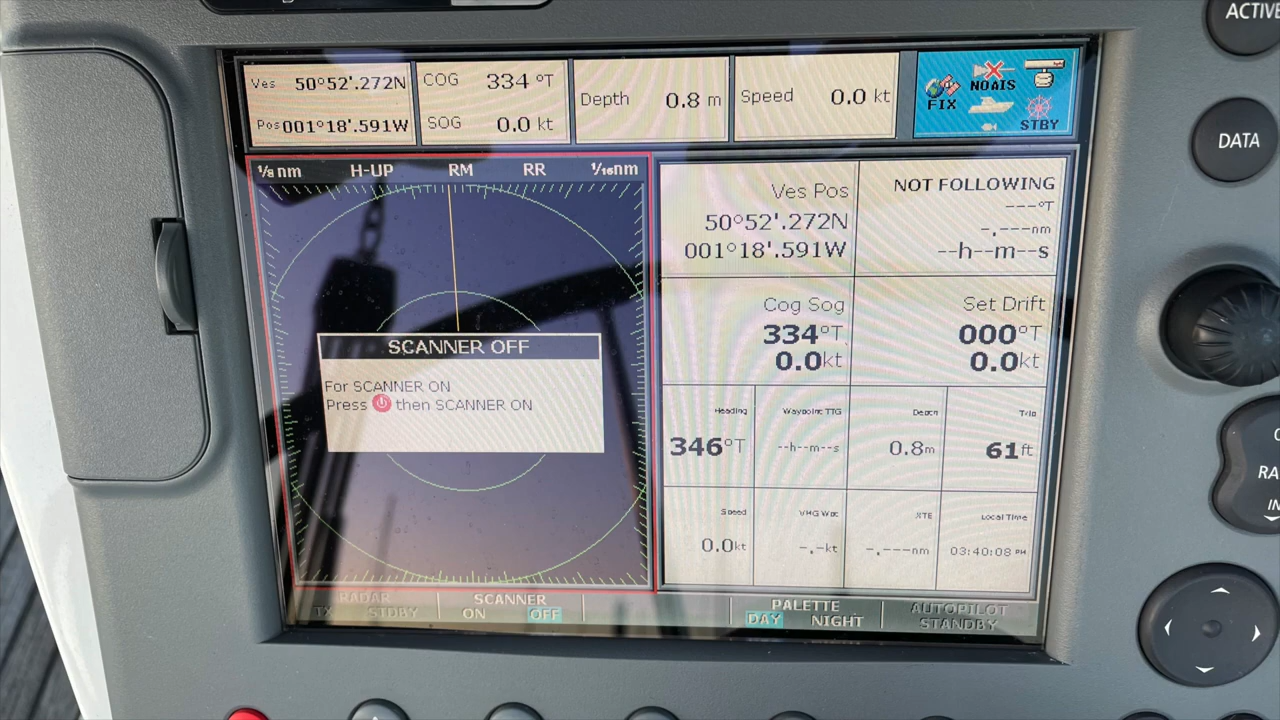 Ves 50°52'.272N
Pos 001°18'.591W
COG 334°T
SOG 0.0 kt
Depth 0.8 m
Speed 0.0 kt
NOAIS
FIX
STBY
ACTIVE
DATA
1/8 nm H-UP RM RR 1/16nm
SCANNER OFF
For SCANNER ON
Press then SCANNER ON
Ves Pos
50°52'.272N
001°18'.591W
NOT FOLLOWING
---°T
-.---nm
--h--m--s
Cog Sog
334°T
0.0kt
Set Drift
000°T
0.0kt
Heading
346°T
Waypoint TTG
--h--m--s
Depth
0.8m
Trip
61ft
Speed
0.0kt
VMG Wpt
-.-kt
XTE
-.---nm
Local Time
03:40:08 PM
RADAR
TX STDBY
SCANNER
ON OFF
PALETTE
DAY NIGHT
AUTOPILOT
STANDBY
RA
IN